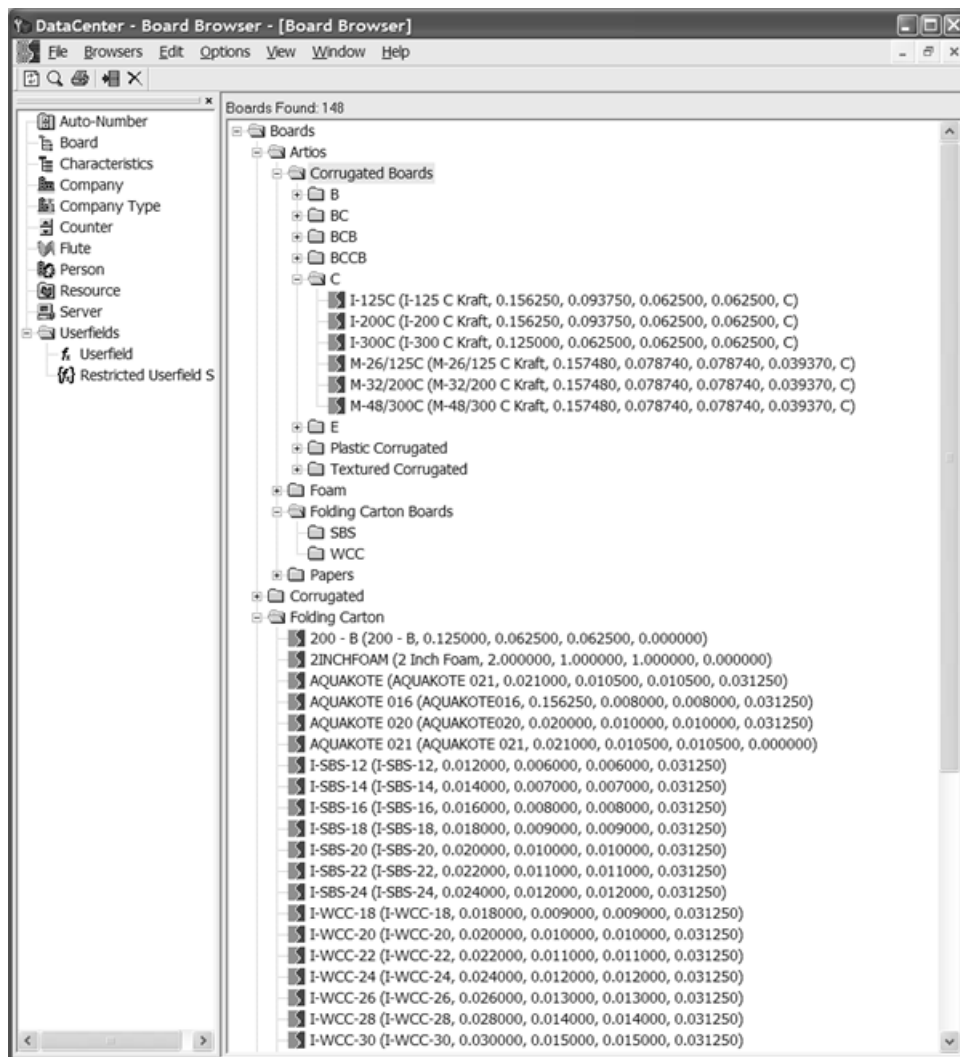 DataCenter - Board Browser - [Board Browser]
File Browsers Edit Options View Window Help
Auto-Number
Board
Characteristics
Company
Company Type
Counter
Flute
Person
Resource
Server
Userfields
Userfield
Restricted Userfield S
Boards Found: 148
Boards
Artios
Corrugated Boards
B
BC
BCB
BCCB
C
I-125C (I-125 C Kraft, 0.156250, 0.093750, 0.062500, 0.062500, C)
I-200C (I-200 C Kraft, 0.156250, 0.093750, 0.062500, 0.062500, C)
I-300C (I-300 C Kraft, 0.125000, 0.062500, 0.062500, 0.062500, C)
M-26/125C (M-26/125 C Kraft, 0.157480, 0.078740, 0.078740, 0.039370, C)
M-32/200C (M-32/200 C Kraft, 0.157480, 0.078740, 0.078740, 0.039370, C)
M-48/300C (M-48/300 C Kraft, 0.157480, 0.078740, 0.078740, 0.039370, C)
E
Plastic Corrugated
Textured Corrugated
Foam
Folding Carton Boards
SBS
WCC
Papers
Corrugated
Folding Carton
200 - B (200 - B, 0.125000, 0.062500, 0.062500, 0.000000)
2INCHFOAM (2 Inch Foam, 2.000000, 1.000000, 1.000000, 0.000000)
AQUAKOTE (AQUAKOTE 021, 0.021000, 0.010500, 0.010500, 0.031250)
AQUAKOTE 016 (AQUAKOTE016, 0.156250, 0.008000, 0.008000, 0.031250)
AQUAKOTE 020 (AQUAKOTE020, 0.020000, 0.010000, 0.010000, 0.031250)
AQUAKOTE 021 (AQUAKOTE 021, 0.021000, 0.010500, 0.010500, 0.000000)
I-SBS-12 (I-SBS-12, 0.012000, 0.006000, 0.006000, 0.031250)
I-SBS-14 (I-SBS-14, 0.014000, 0.007000, 0.007000, 0.031250)
I-SBS-16 (I-SBS-16, 0.016000, 0.008000, 0.008000, 0.031250)
I-SBS-18 (I-SBS-18, 0.018000, 0.009000, 0.009000, 0.031250)
I-SBS-20 (I-SBS-20, 0.020000, 0.010000, 0.010000, 0.031250)
I-SBS-22 (I-SBS-22, 0.022000, 0.011000, 0.011000, 0.031250)
I-SBS-24 (I-SBS-24, 0.024000, 0.012000, 0.012000, 0.031250)
I-WCC-18 (I-WCC-18, 0.018000, 0.009000, 0.009000, 0.031250)
I-WCC-20 (I-WCC-20, 0.020000, 0.010000, 0.010000, 0.031250)
I-WCC-22 (I-WCC-22, 0.022000, 0.011000, 0.011000, 0.031250)
I-WCC-24 (I-WCC-24, 0.024000, 0.012000, 0.012000, 0.031250)
I-WCC-26 (I-WCC-26, 0.026000, 0.013000, 0.013000, 0.031250)
I-WCC-28 (I-WCC-28, 0.028000, 0.014000, 0.014000, 0.031250)
I-WCC-30 (I-WCC-30, 0.030000, 0.015000, 0.015000, 0.031250)